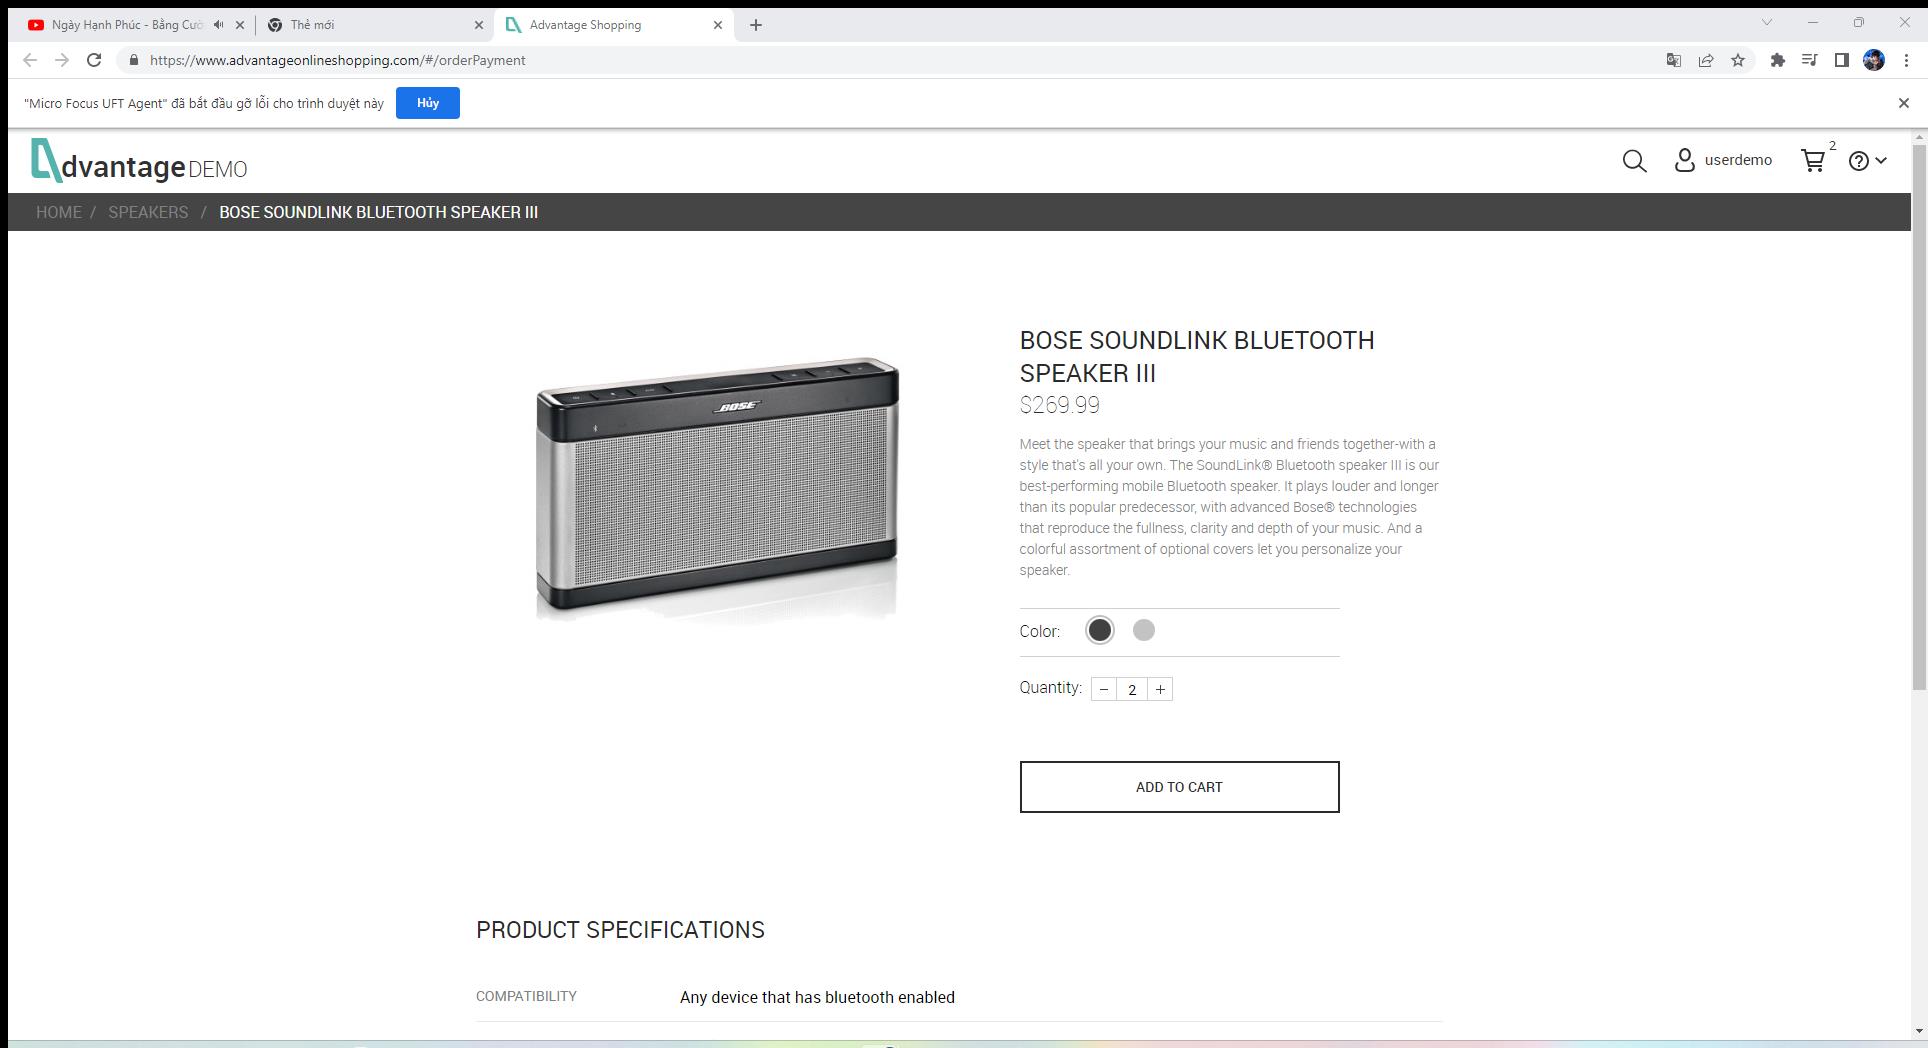 Ngày Hạnh Phúc - Bằng Cườ
Thẻ mới
Advantage Shopping
https://www.advantageonlineshopping.com/#/orderPayment
"Micro Focus UFT Agent" đã bắt đầu gỡ lỗi cho trình duyệt này
Hủy
dvantage DEMO
userdemo
2
HOME / SPEAKERS / BOSE SOUNDLINK BLUETOOTH SPEAKER III
BOSE
BOSE SOUNDLINK BLUETOOTH
SPEAKER III
$269.99
Meet the speaker that brings your music and friends together-with a
style that's all your own. The SoundLink® Bluetooth speaker III is our
best-performing mobile Bluetooth speaker. It plays louder and longer
than its popular predecessor, with advanced Bose® technologies
that reproduce the fullness, clarity and depth of your music. And a
colorful assortment of optional covers let you personalize your
speaker.
Color:
Quantity: − 2 +
ADD TO CART
PRODUCT SPECIFICATIONS
COMPATIBILITY Any device that has bluetooth enabled